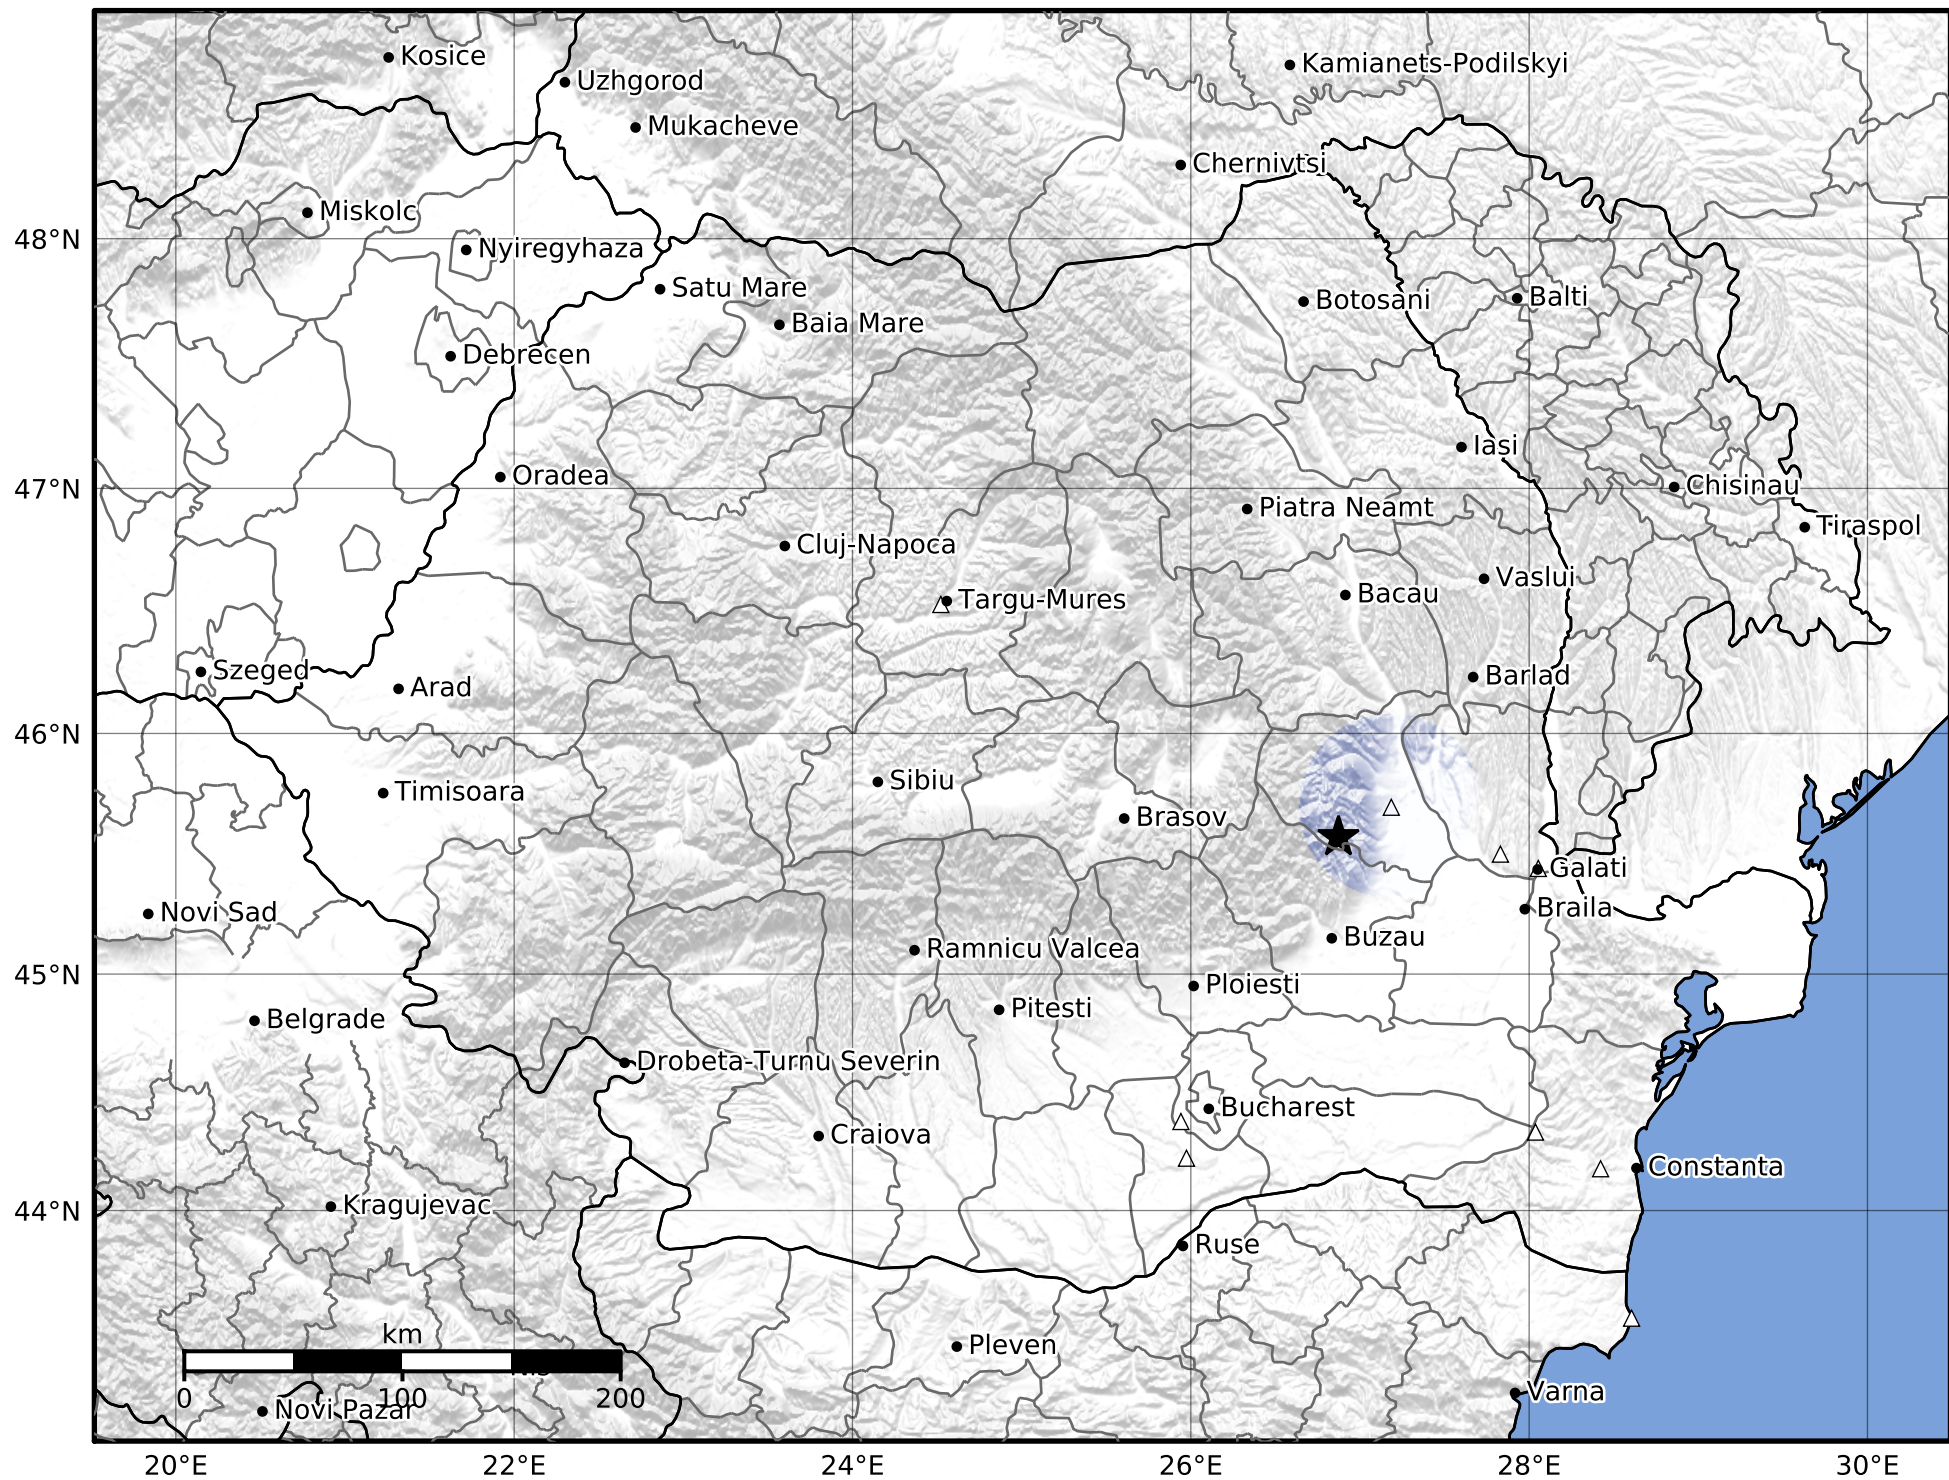 Kosice
Kamianets-Podilskyi
Uzhgorod
Mukacheve
Chernivtsi
Miskolc
48°N
Nyiregyhaza
Satu Mare
Botosani
Balti
Baia Mare
Debrecen
Iasi
Oradea
47°N
Chisinau
Piatra Neamt
Tiraspol
Cluj-Napoca
Vaslui
Bacau
Targu-Mures
Szeged
Barlad
Arad
46°N
Sibiu
Timisoara
Brasov
Galati
Braila
Novi Sad
Buzau
Ramnicu Valcea
45°N
Ploiesti
Pitesti
Belgrade
Drobeta-Turnu Severin
Bucharest
Craiova
Constanta
Kragujevac
44°N
Ruse
km
Pleven
0 100 200
Varna
Novi Pazar
20°E 22°E 24°E 26°E 28°E 30°E